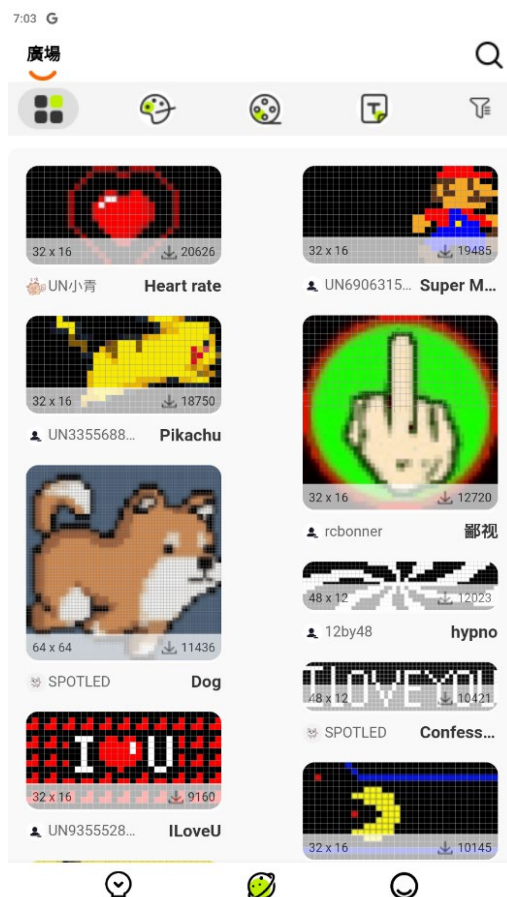 7:03 G
廣場
32 x 16 20626
UN小青 Heart rate
32 x 16 18750
UN3355688... Pikachu
64 x 64 11436
SPOTLED Dog
I U
32 x 16 9160
UN9355528... ILoveU
32 x 16 19485
UN6906315... Super M...
32 x 16 12720
rcbonner 鄙视
48 x 12 12023
12by48 hypno
I LOVE YOU
48 x 12 10421
SPOTLED Confess...
32 x 16 10145